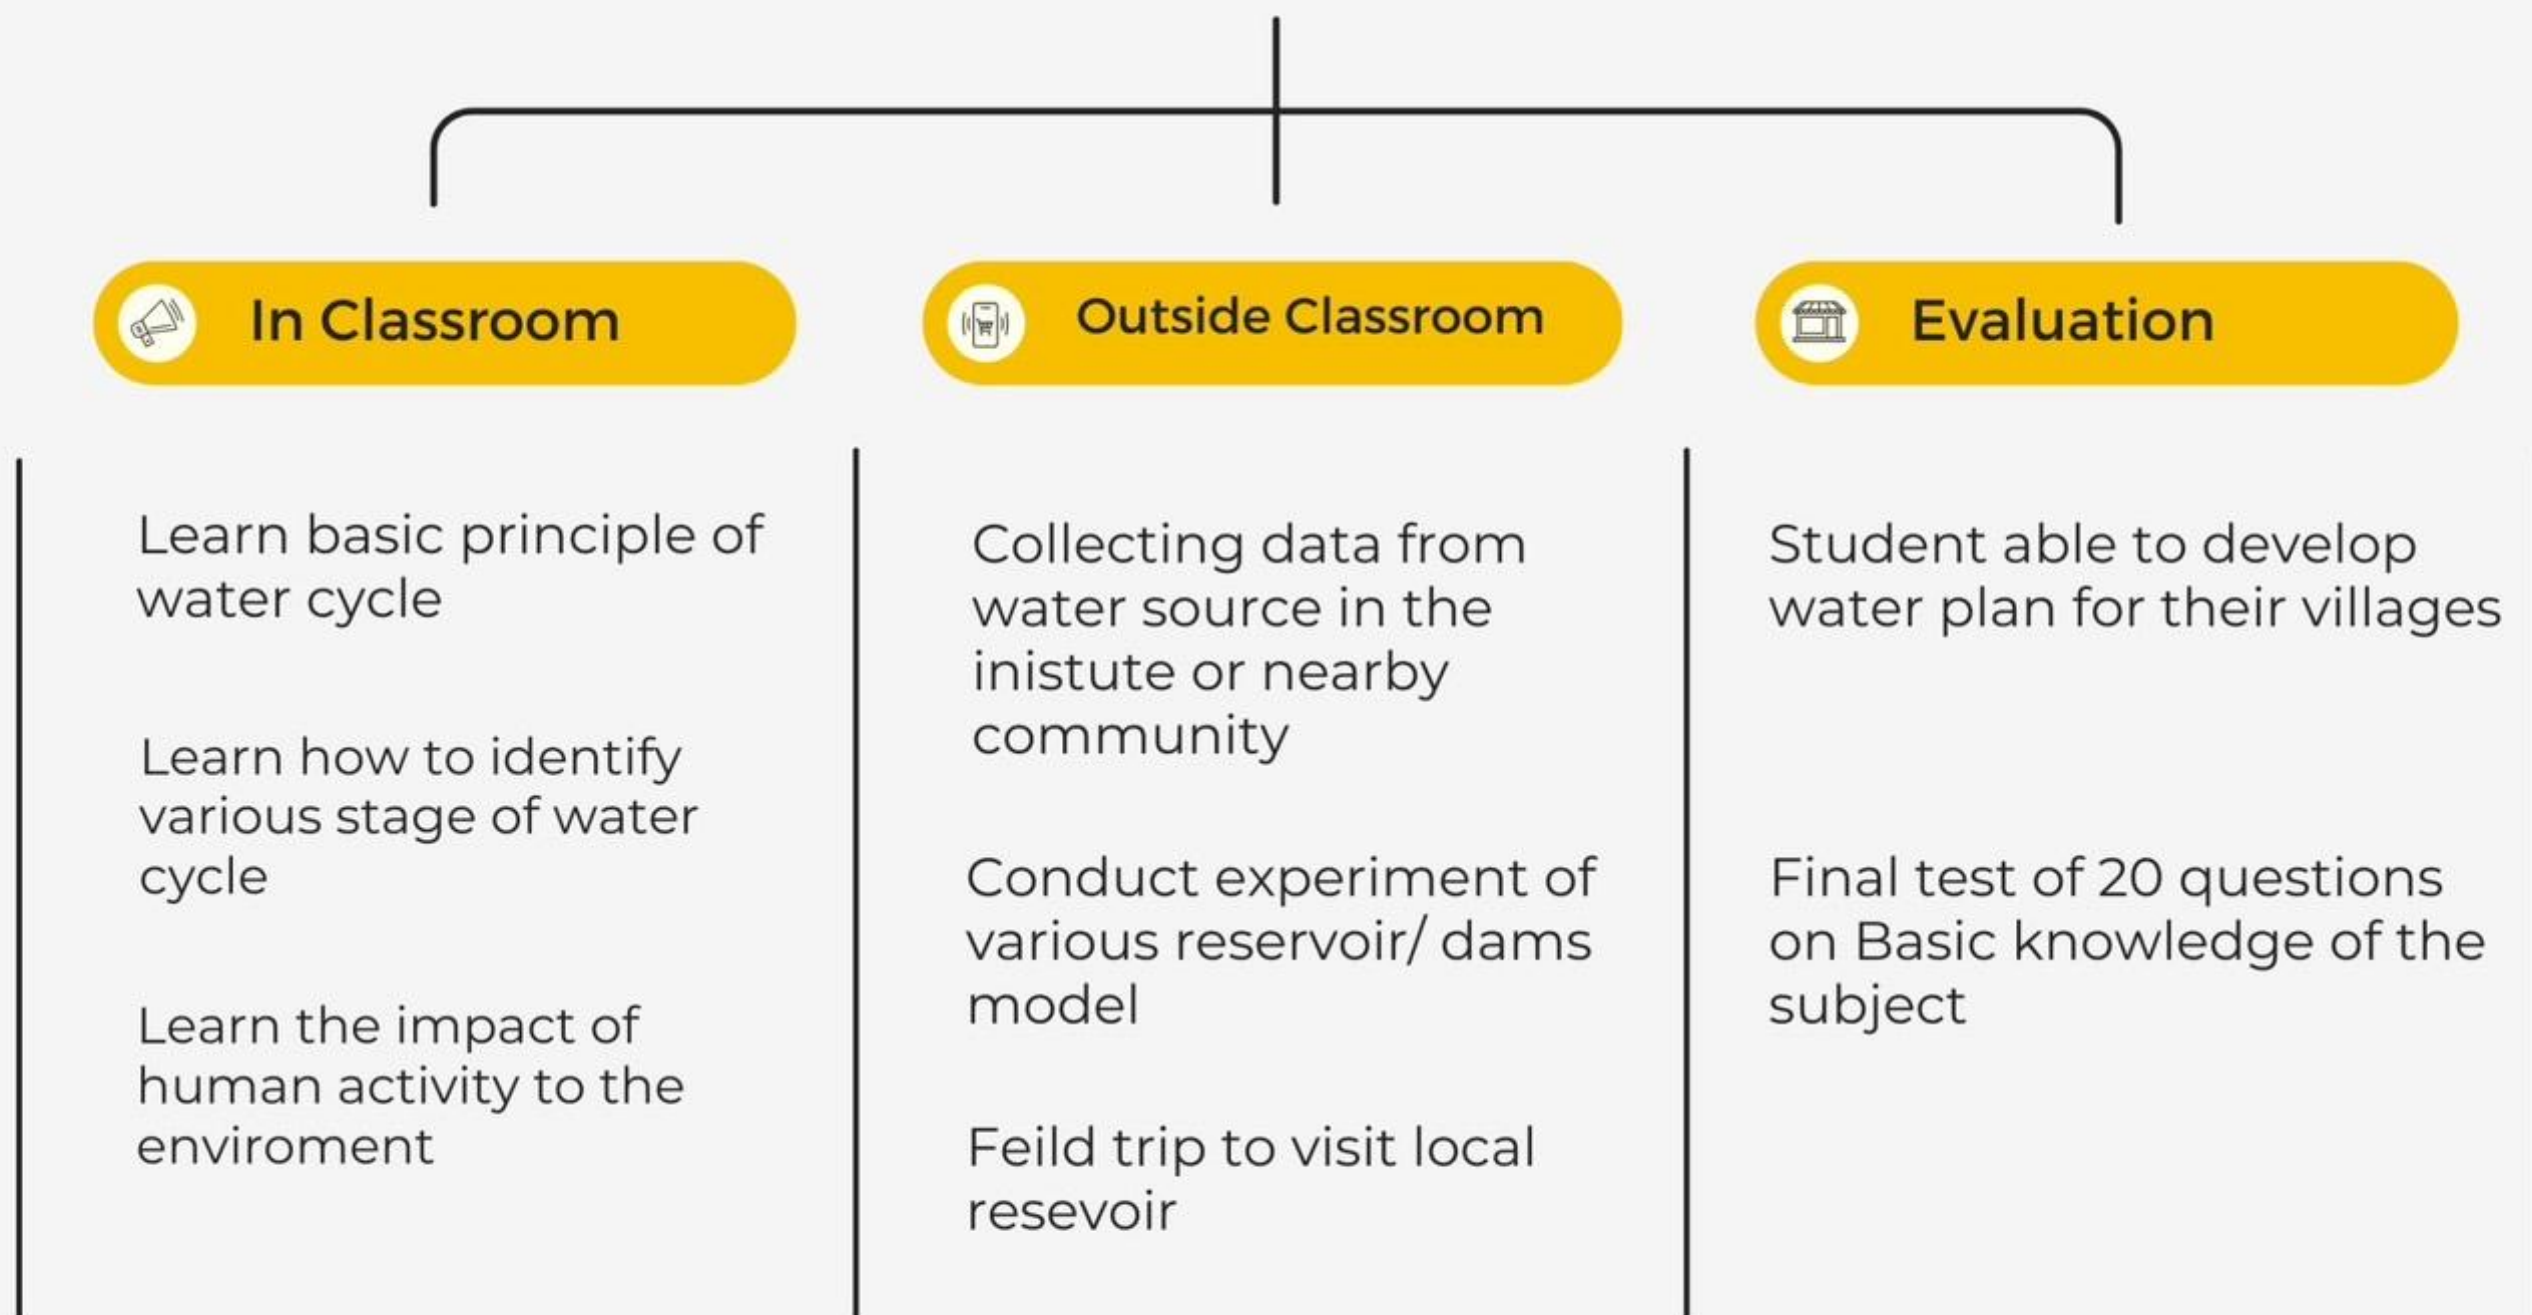 In Classroom
Learn basic principle of
water cycle
Learn how to identify
various stage of water
cycle
Learn the impact of
human activity to the
enviroment
Outside Classroom
Collecting data from
water source in the
inistute or nearby
community
Conduct experiment of
various reservoir/ dams
model
Feild trip to visit local
resevoir
Evaluation
Student able to develop
water plan for their villages
Final test of 20 questions
on Basic knowledge of the
subject